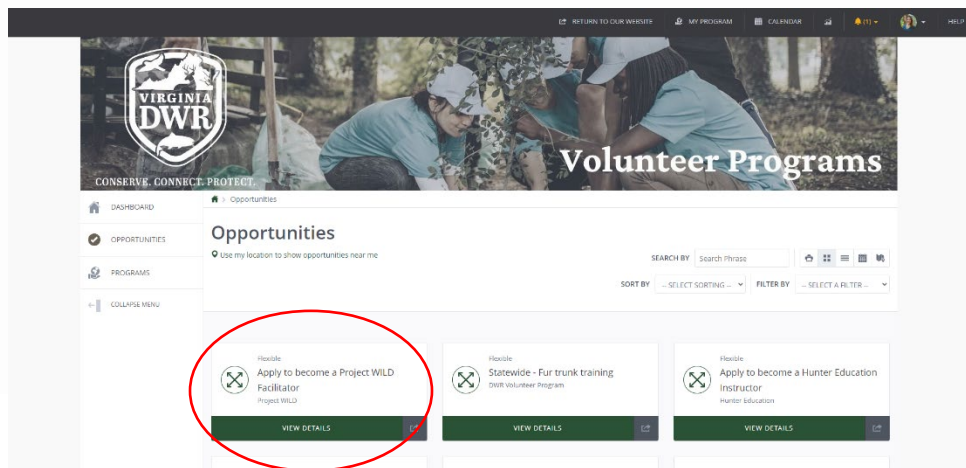 RETURN TO OUR WEBSITE MY PROGRAM CALENDAR (1) HELP
VIRGINIA
DWR
CONSERVE. CONNECT. PROTECT.
Volunteer Programs
DASHBOARD
OPPORTUNITIES
PROGRAMS
COLLAPSE MENU
> Opportunities
Opportunities
Use my location to show opportunities near me
SEARCH BY Search Phrase
SORT BY -- SELECT SORTING -- FILTER BY -- SELECT A FILTER --
Flexible
Apply to become a Project WILD
Facilitator
Project WILD
VIEW DETAILS
Flexible
Statewide - Fur trunk training
DWR Volunteer Program
VIEW DETAILS
Flexible
Apply to become a Hunter Education
Instructor
Hunter Education
VIEW DETAILS